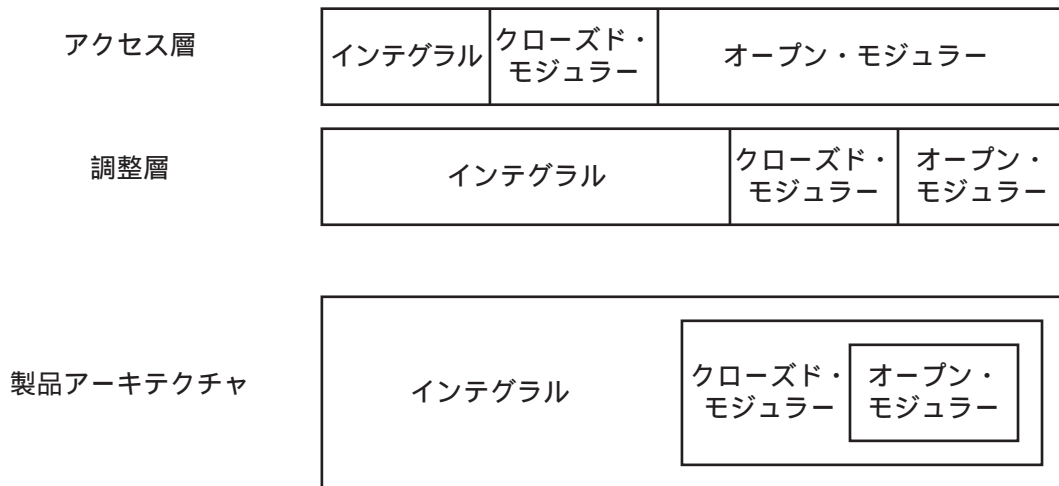 アクセス層
インテグラル
クローズド・
モジュラー
オープン・モジュラー
調整層
インテグラル
クローズド・
モジュラー
オープン・
モジュラー
製品アーキテクチャ
インテグラル
クローズド・
モジュラー
オープン・
モジュラー